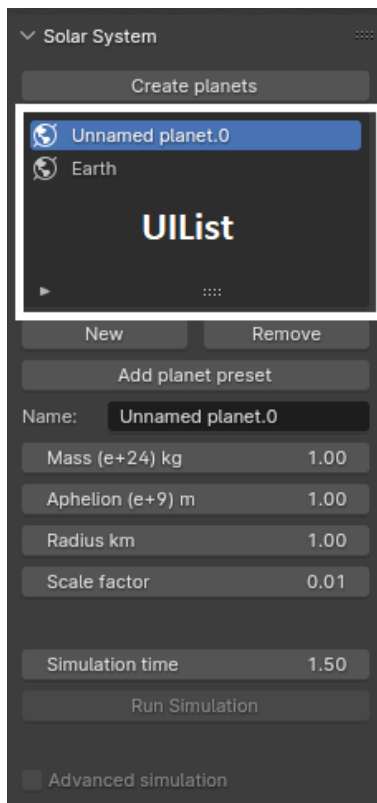 Solar System
Create planets
Unnamed planet.0
Earth
UIList
New Remove
Add planet preset
Name: Unnamed planet.0
Mass (e+24) kg 1.00
Aphelion (e+9) m 1.00
Radius km 1.00
Scale factor 0.01
Simulation time 1.50
Run Simulation
Advanced simulation